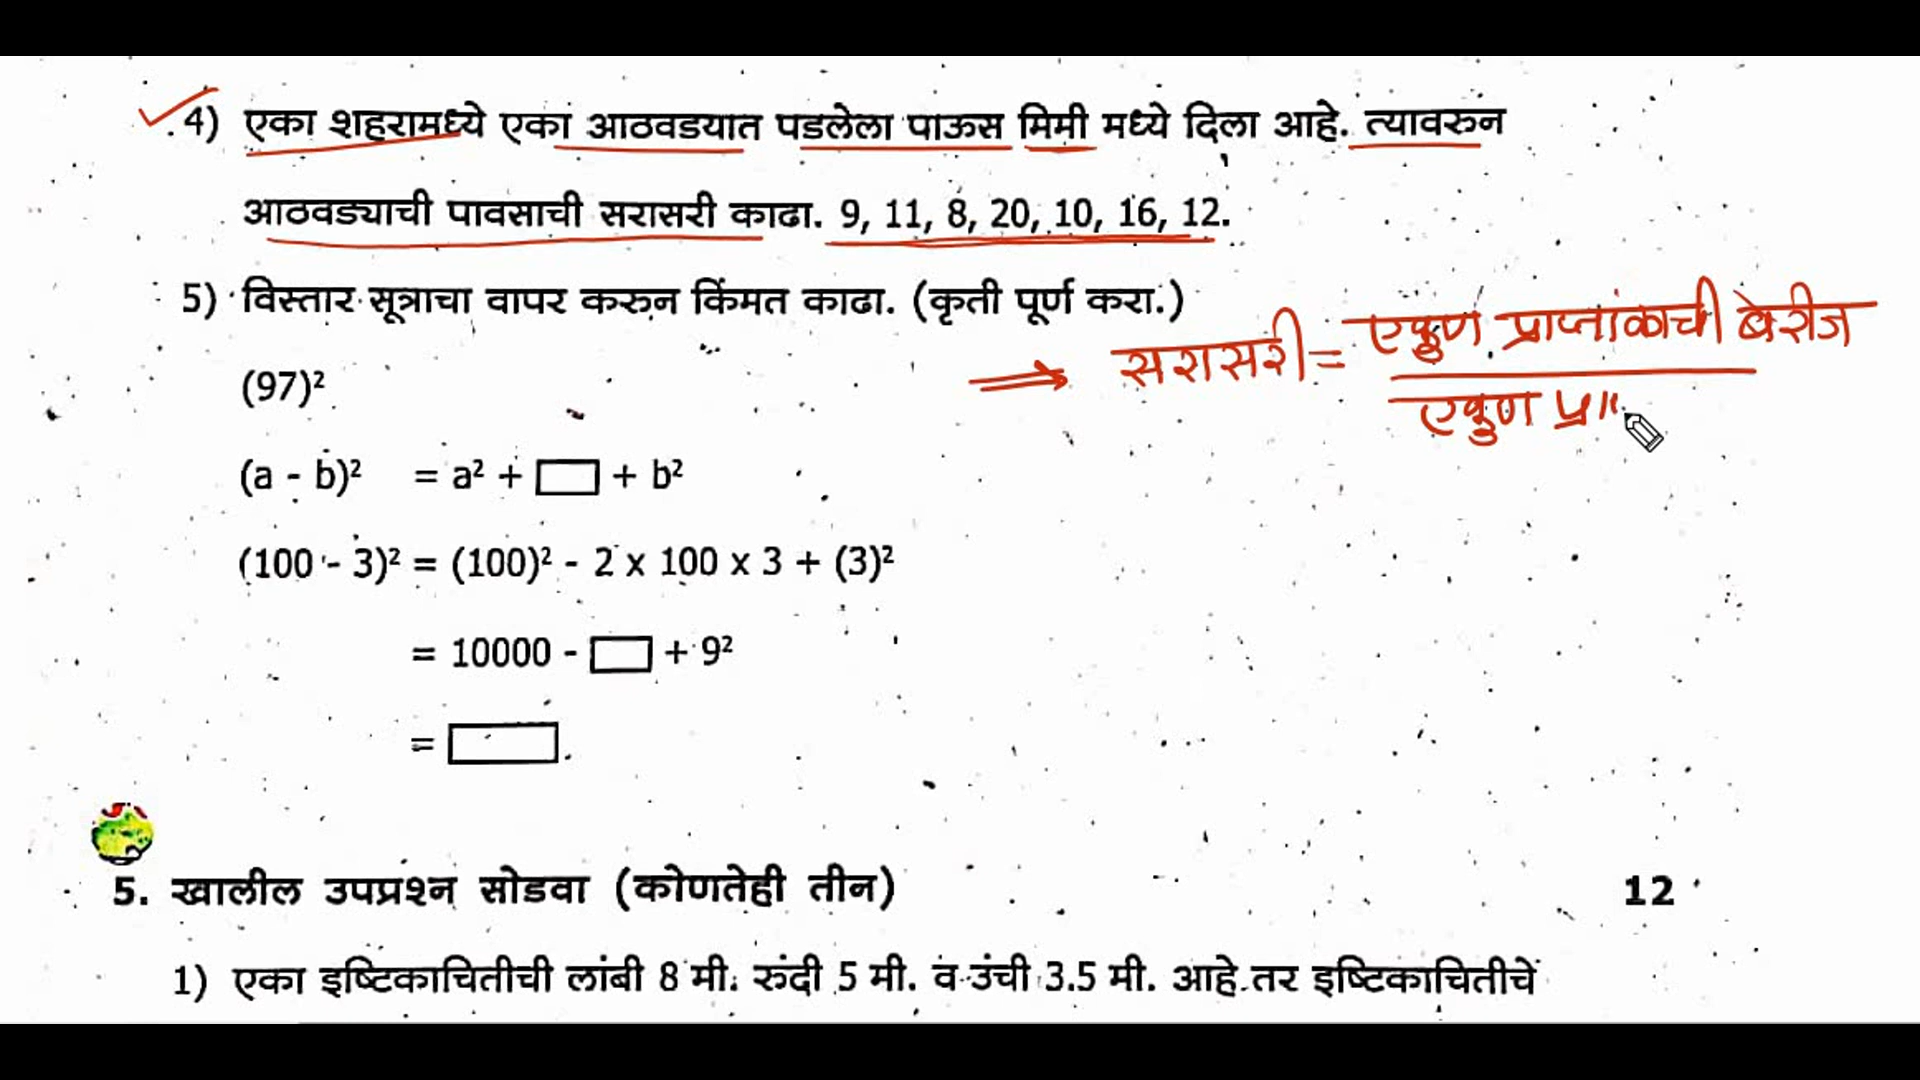 4) एका शहरामध्ये एका आठवडयात पडलेला पाऊस मिमी मध्ये दिला आहे. त्यावरुन
आठवड्याची पावसाची सरासरी काढा. 9, 11, 8, 20, 10, 16, 12.
5) विस्तार सूत्राचा वापर करुन किंमत काढा. (कृती पूर्ण करा.)
⇒ सरासरी = एकुण प्राप्तांकाची बेरीज
एकुण प्रा
(97)²
(a - b)² = a² + □ + b²
(100 - 3)² = (100)² - 2 x 100 x 3 + (3)²
= 10000 - □ + 9²
= □.
5. खालील उपप्रश्न सोडवा (कोणतेही तीन) 12
1) एका इष्टिकाचितीची लांबी 8 मी. रुंदी 5 मी. व उंची 3.5 मी. आहे तर इष्टिकाचितीचे